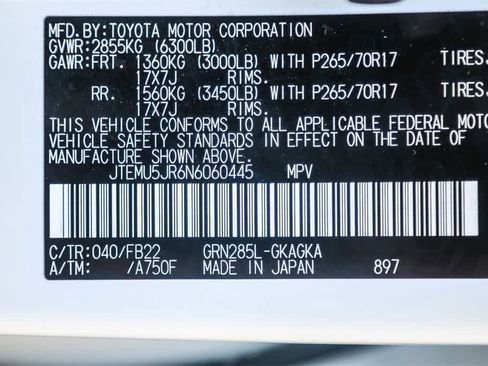 MFD.BY:TOYOTA MOTOR CORPORATION
GVWR:2855KG (6300LB)
GAWR:FRT. 1360KG (3000LB) WITH P265/70R17 TIRES,
17X7J RIMS.
RR. 1560KG (3450LB) WITH P265/70R17 TIRES,
17X7J RIMS.
THIS VEHICLE CONFORMS TO ALL APPLICABLE FEDERAL MOTO
VEHICLE SAFETY STANDARDS IN EFFECT ON THE DATE OF
MANUFACTURE SHOWN ABOVE.
JTEMU5JR6N6060445 MPV
C/TR:040/FB22 GRN285L-GKAGKA
A/TM: /A750F MADE IN JAPAN 897